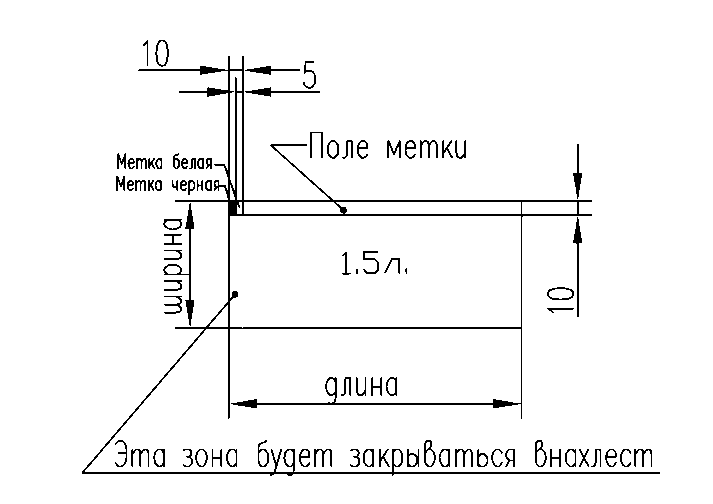 10
5
Поле метки
Метка белая
Метка черная
ширина
1.5л.
10
длина
Эта зона будет закрываться внахлест